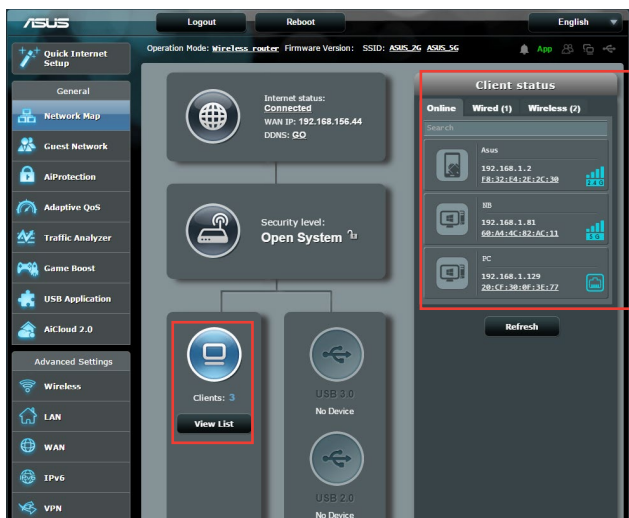 ASUS
Logout
Reboot
English
Quick Internet
Setup
Operation Mode: Wireless router Firmware Version: SSID: ASUS_2G ASUS_5G
App
General
Network Map
Guest Network
AiProtection
Adaptive QoS
Traffic Analyzer
Game Boost
USB Application
AiCloud 2.0
Advanced Settings
Wireless
LAN
WAN
IPv6
VPN
Internet status:
Connected
WAN IP: 192.168.156.44
DDNS: GO
Security level:
Open System
Clients: 3
View List
USB 3.0
No Device
USB 2.0
No Device
Client status
Online Wired (1) Wireless (2)
Search
Asus
192.168.1.2
F8:32:E4:2E:2C:30
2.4G
NB
192.168.1.81
60:A4:4C:82:AC:11
5G
PC
192.168.1.129
20:CF:30:0F:3E:77
Refresh